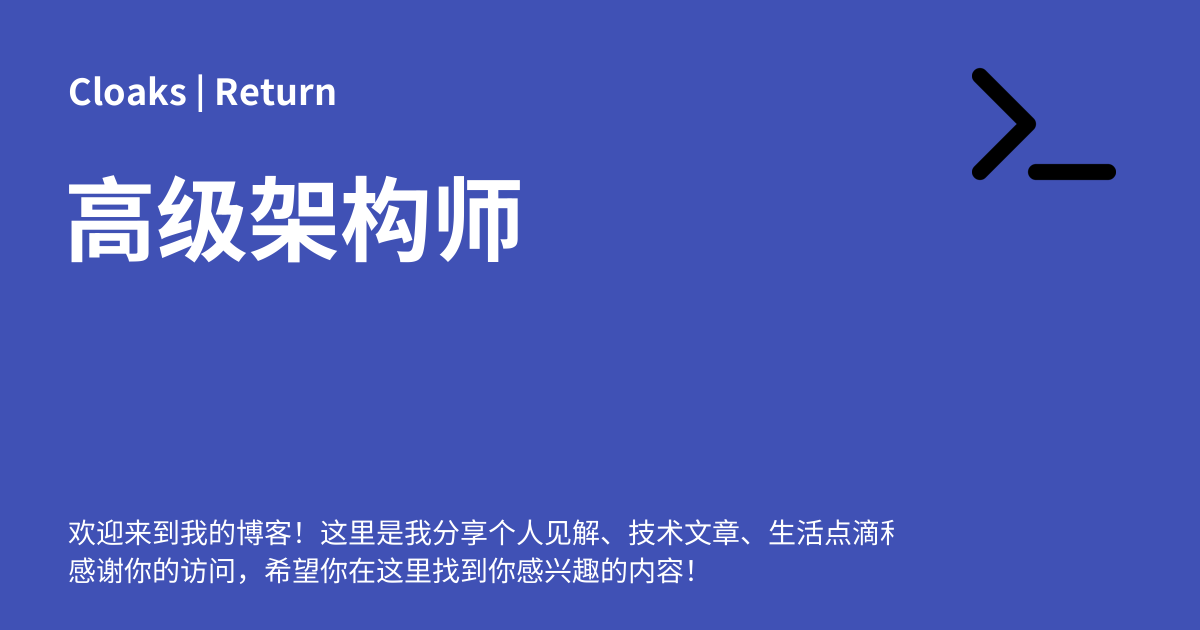 Cloaks | Return
高级架构师
欢迎来到我的博客！这里是我分享个人见解、技术文章、生活点滴
感谢你的访问，希望你在这里找到你感兴趣的内容！